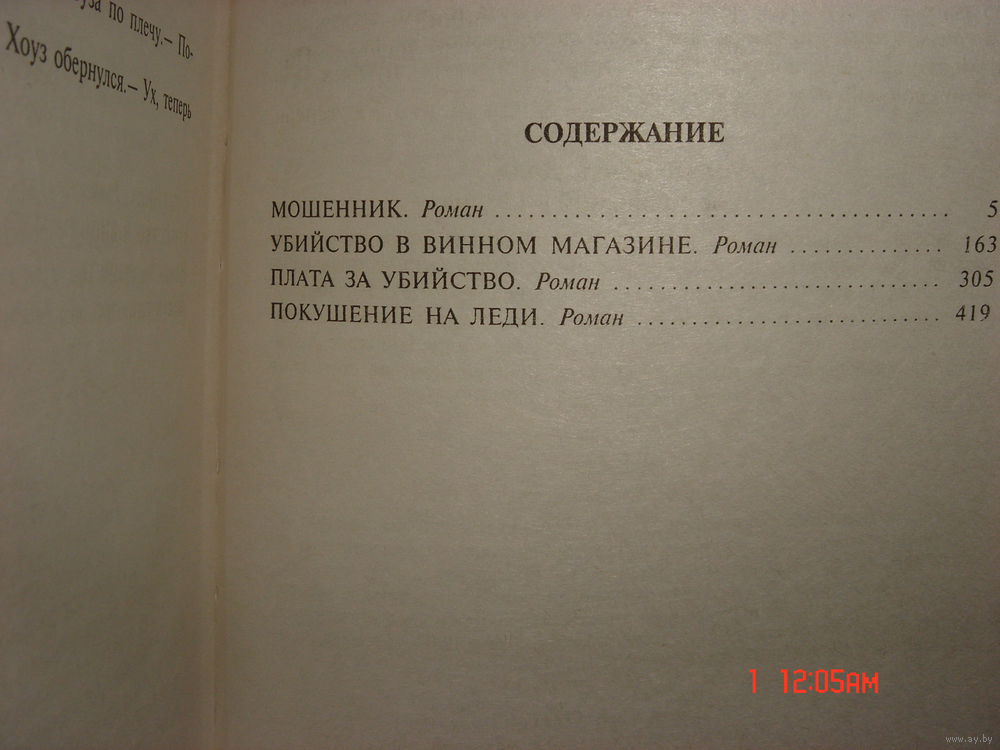 по плечу.— По-
Хоуз обернулся.— Ух, теперь
СОДЕРЖАНИЕ
МОШЕННИК. Роман ........................................ 5
УБИЙСТВО В ВИННОМ МАГАЗИНЕ. Роман .............. 163
ПЛАТА ЗА УБИЙСТВО. Роман .............................. 305
ПОКУШЕНИЕ НА ЛЕДИ. Роман ............................ 419
1 12:05AM
www.ay.by